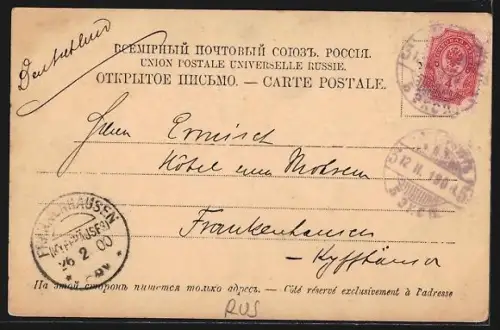 Deutschland
ВСЕМІРНЫЙ ПОЧТОВЫЙ СОЮЗЪ. РОССІЯ.
UNION POSTALE UNIVERSELLE RUSSIE.
ОТКРЫТОЕ ПИСЬМО. — CARTE POSTALE.
Herrn Ermisch
Hôtel zum Mohren
Frankenhausen
Kyffhäuser
FRANKENHAUSEN
(KYFFHÄUSER)
26 2 00
На этой сторонѣ пишется только адресъ. — Côté réservé exclusivement à l'adresse
RUS